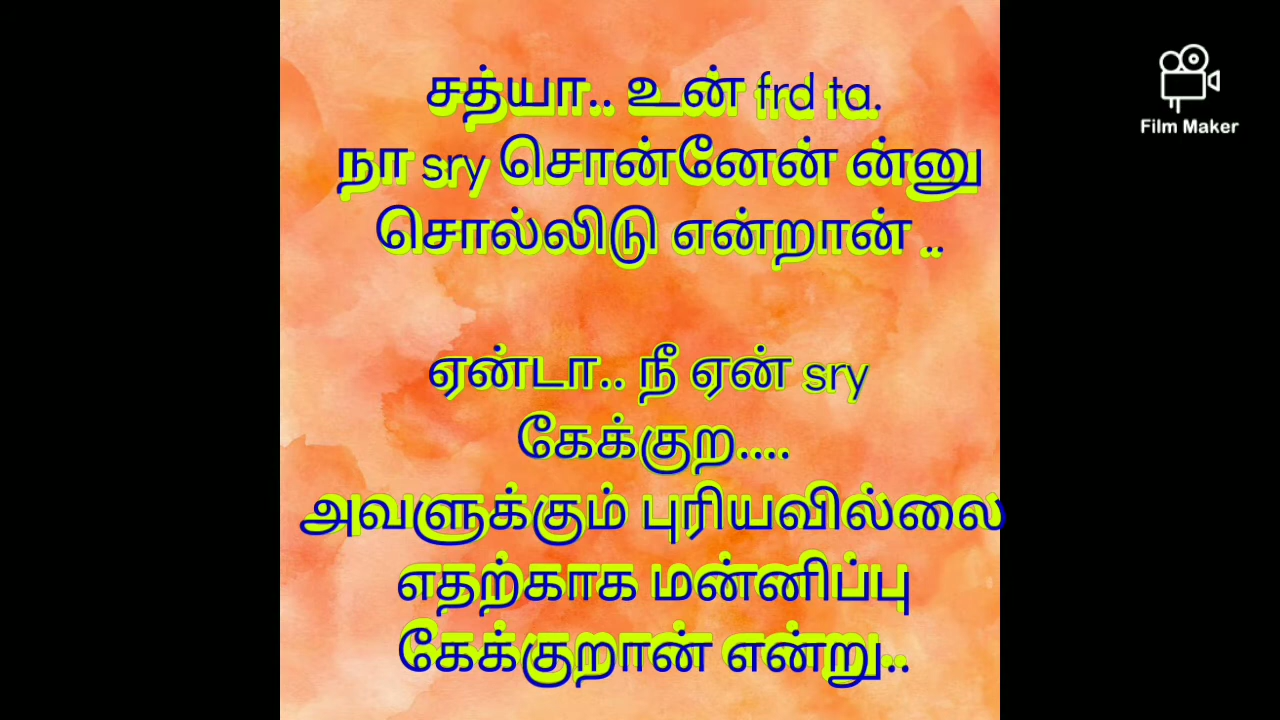 சத்யா.. உன் frd ta.
நா sry சொன்னேன் ன்னு
சொல்லிடு என்றான் ..
ஏன்டா.. நீ ஏன் sry
கேக்குற....
அவளுக்கும் புரியவில்லை
எதற்காக மன்னிப்பு
கேக்குறான் என்று..
Film Maker